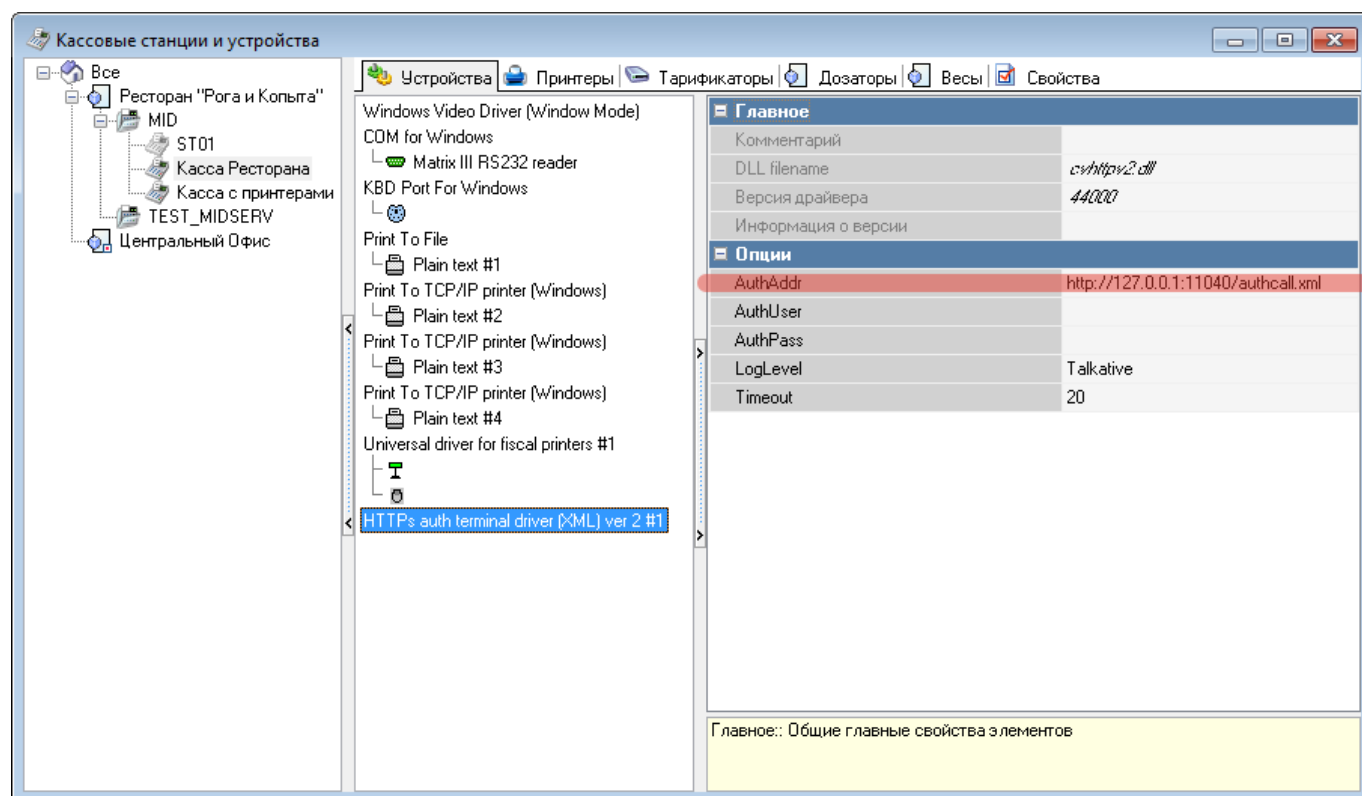 Кассовые станции и устройства
Все
Ресторан "Рога и Копыта"
MID
ST01
Касса Ресторана
Касса с принтерами
TEST_MIDSERV
Центральный Офис
Устройства Принтеры Тарификаторы Дозаторы Весы Свойства
Windows Video Driver (Window Mode)
COM for Windows
Matrix III RS232 reader
KBD Port For Windows
Print To File
Plain text #1
Print To TCP/IP printer (Windows)
Plain text #2
Print To TCP/IP printer (Windows)
Plain text #3
Print To TCP/IP printer (Windows)
Plain text #4
Universal driver for fiscal printers #1
HTTPs auth terminal driver (XML) ver 2 #1
Главное
Комментарий
DLL filename cvhttpv2.dll
Версия драйвера 44000
Информация о версии
Опции
AuthAddr http://127.0.0.1:11040/authcall.xml
AuthUser
AuthPass
LogLevel Talkative
Timeout 20
Главное:: Общие главные свойства элементов